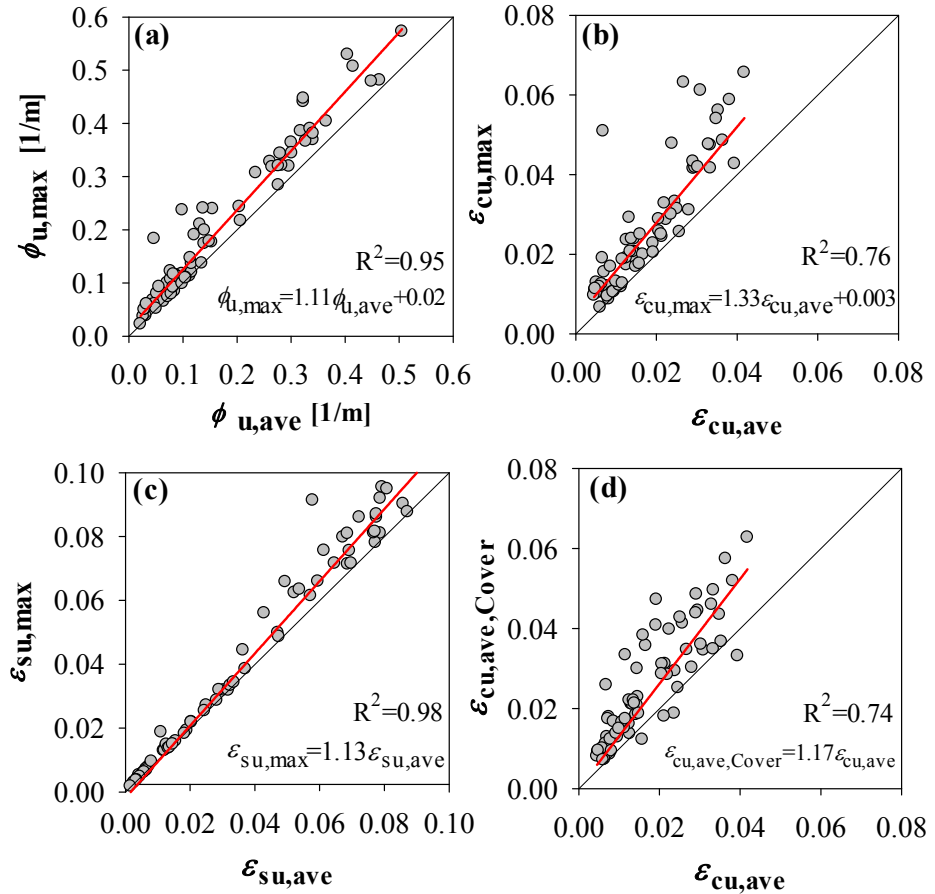 (a)
0.6
0.5
0.4
0.3
0.2
0.1
0.0
ϕu,max [1/m]
R²=0.95
ϕu,max=1.11ϕu,ave+0.02
0.0 0.1 0.2 0.3 0.4 0.5 0.6
ϕ u,ave [1/m]
(b)
0.08
0.06
0.04
0.02
0.00
εcu,max
R²=0.76
εcu,max=1.33εcu,ave+0.003
0.00 0.02 0.04 0.06 0.08
εcu,ave
(c)
0.10
0.08
0.06
0.04
0.02
0.00
εsu,max
R²=0.98
εsu,max=1.13εsu,ave
0.00 0.02 0.04 0.06 0.08 0.10
εsu,ave
(d)
0.08
0.06
0.04
0.02
0.00
εcu,ave,Cover
R²=0.74
εcu,ave,Cover=1.17εcu,ave
0.00 0.02 0.04 0.06 0.08
εcu,ave